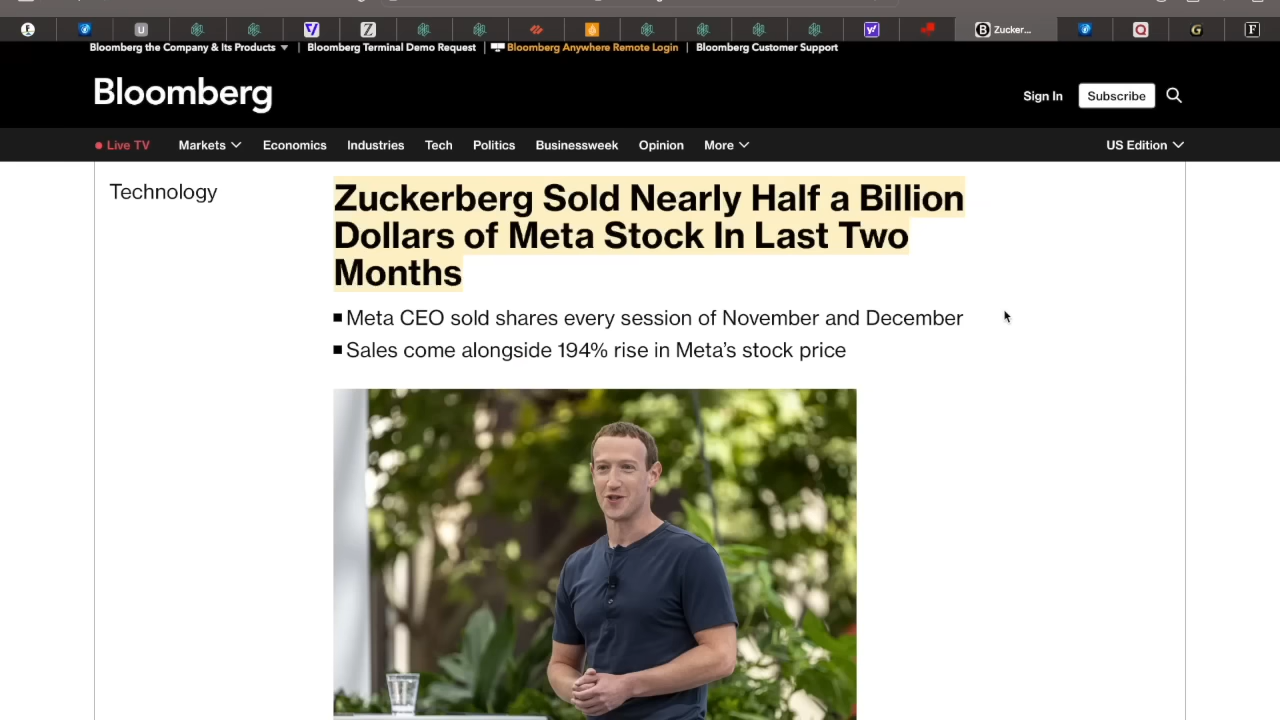 Zucker...
Bloomberg the Company & Its Products
Bloomberg Terminal Demo Request
Bloomberg Anywhere Remote Login
Bloomberg Customer Support
Bloomberg
Sign In
Subscribe
Live TV
Markets
Economics
Industries
Tech
Politics
Businessweek
Opinion
More
US Edition
Technology
Zuckerberg Sold Nearly Half a Billion
Dollars of Meta Stock In Last Two
Months
Meta CEO sold shares every session of November and December
Sales come alongside 194% rise in Meta's stock price